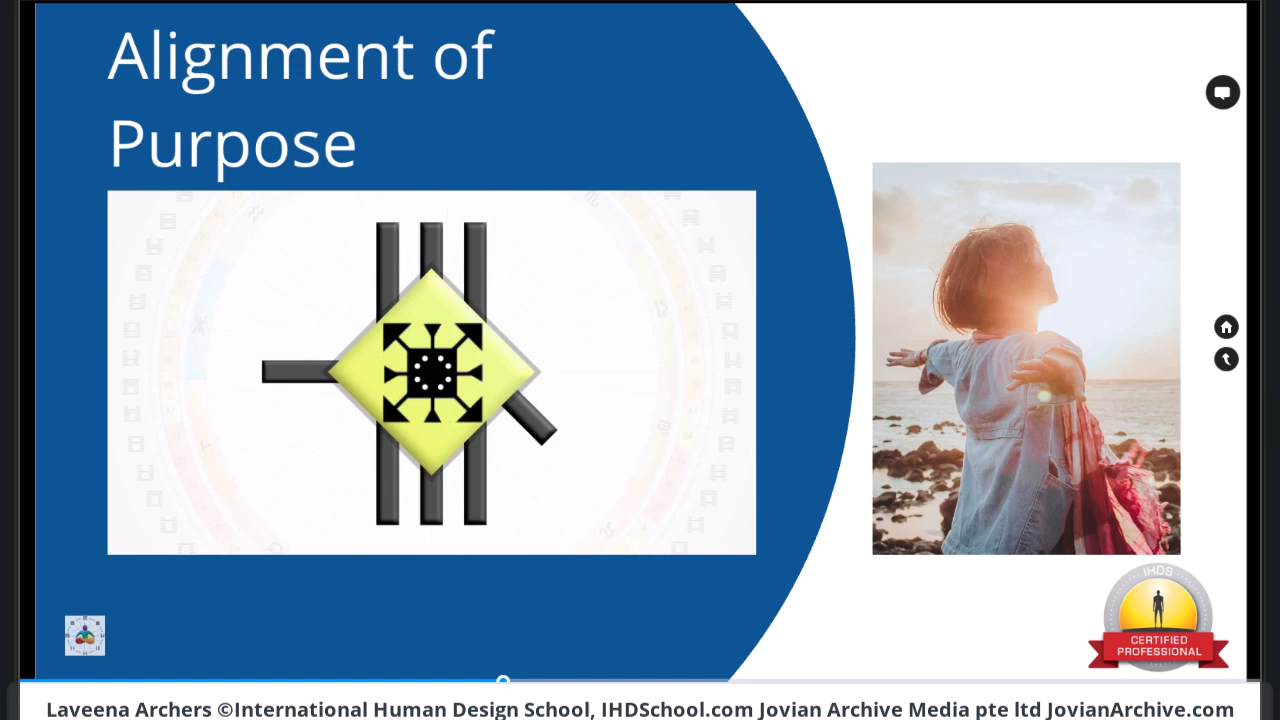 Alignment of
Purpose
IHDS
CERTIFIED
PROFESSIONAL
Laveena Archers ©International Human Design School, IHDSchool.com Jovian Archive Media pte ltd JovianArchive.com